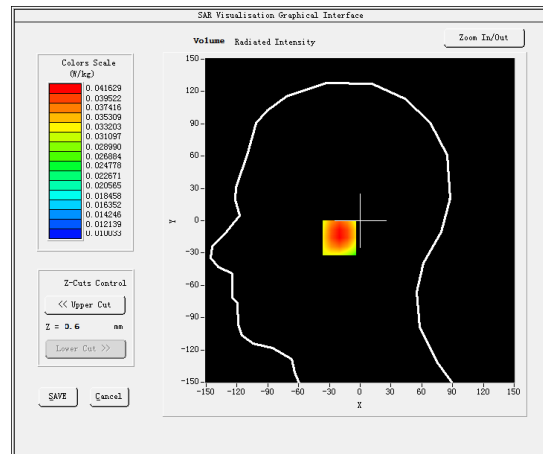 SAR Visualisation Graphical Interface
Volume Radiated Intensity
Zoom In/Out
Colors Scale
(W/kg)
0.041629
0.039522
0.037416
0.035309
0.033203
0.031097
0.028990
0.026884
0.024778
0.022671
0.020565
0.018458
0.016352
0.014246
0.012139
0.010033
Z-Cuts Control
<< Upper Cut
Z = 0.6 mm
Lower Cut >>
SAVE Cancel
150
120
90
60
30
0
-30
-60
-90
-120
-150
Y
-150 -120 -90 -60 -30 0 30 60 90 120 150
X